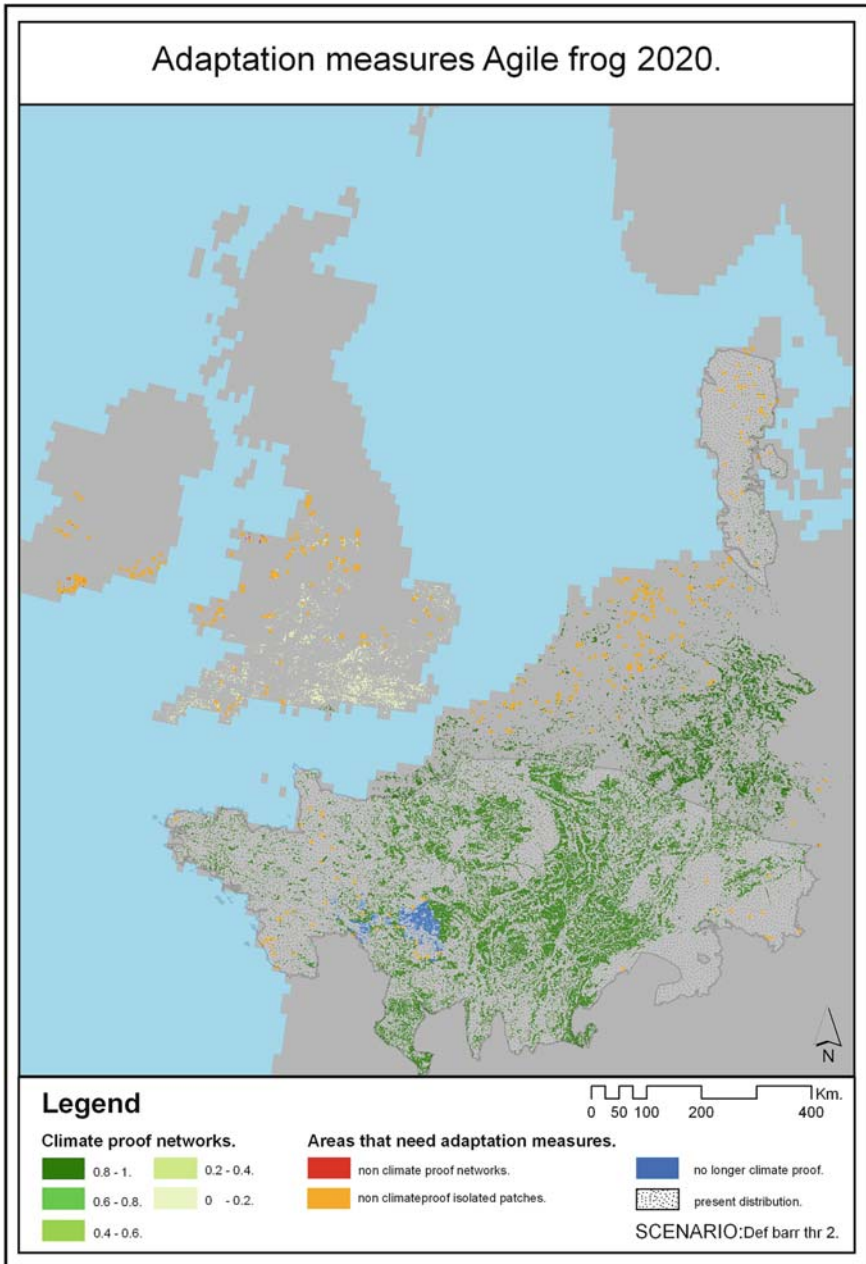 Adaptation measures Agile frog 2020.
N
Legend
Km.
0 50 100 200 400
Climate proof networks.
0.8 - 1.
0.6 - 0.8.
0.4 - 0.6.
0.2 - 0.4.
0 - 0.2.
Areas that need adaptation measures.
non climate proof networks.
non climateproof isolated patches.
no longer climate proof.
present distribution.
SCENARIO:Def barr thr 2.